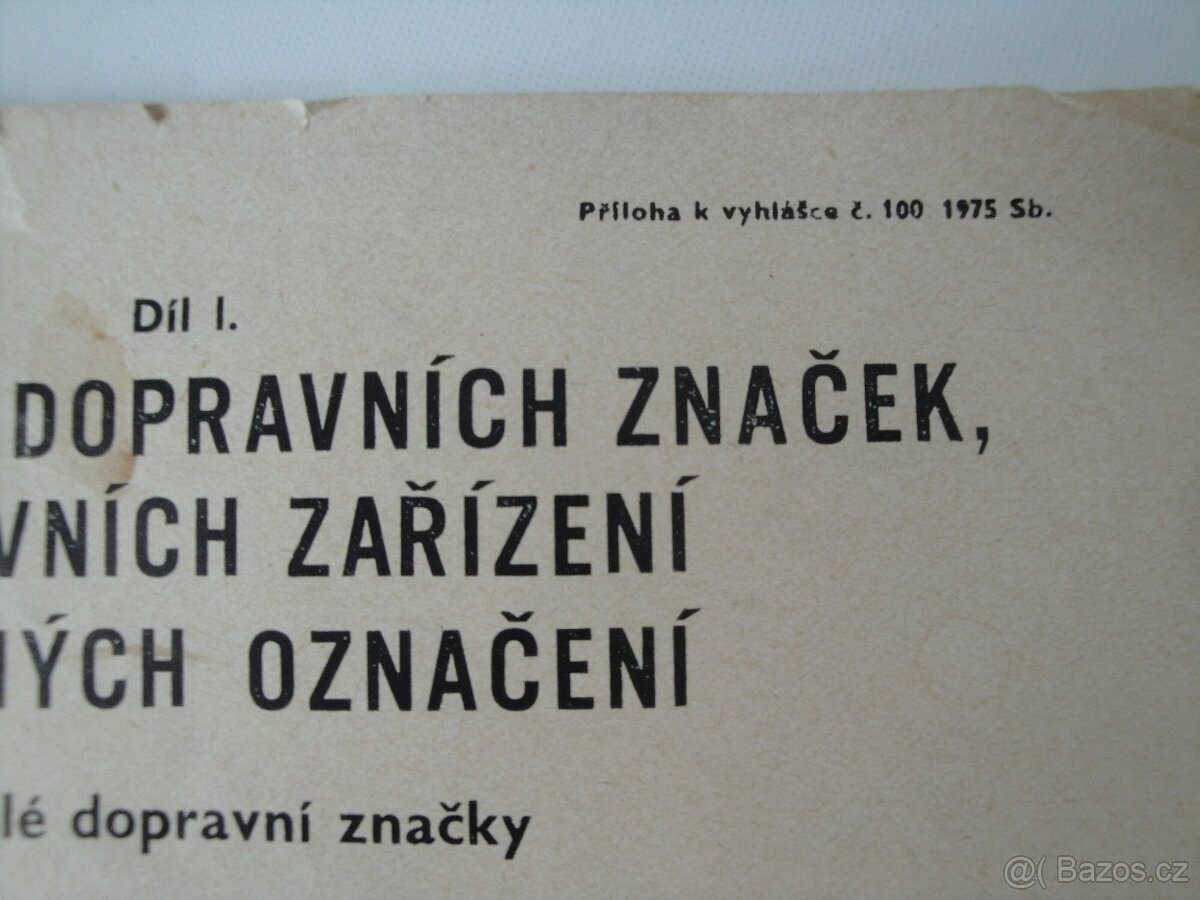 Příloha k vyhlášce č. 100 1975 Sb.
Díl I.
DOPRAVNÍCH ZNAČEK,
VNÍCH ZAŘÍZENÍ
ÝCH OZNAČENÍ
lé dopravní značky
@( Bazos.cz